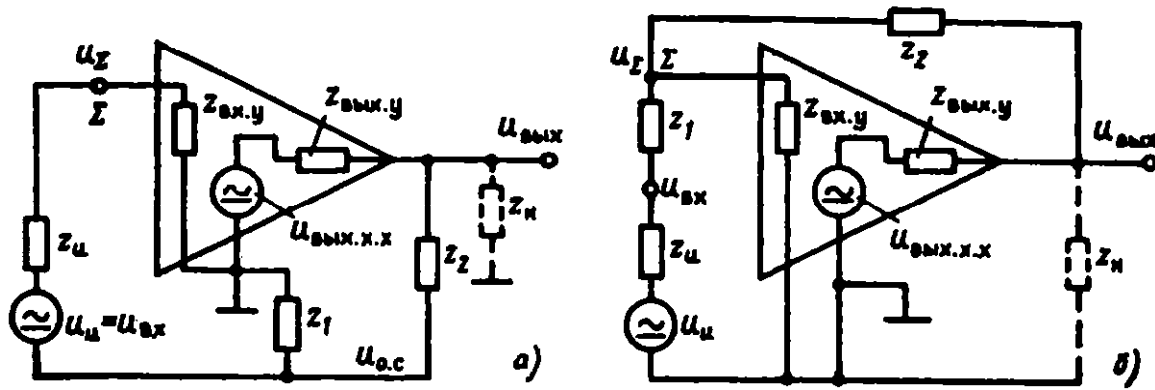 u_Σ
Σ
z_вх.у
z_вых.у
u_вых
z_и
u_и=u_вх
u_вых.х.х
z_1
z_2
z_н
u_о.с
а)
z_2
u_Σ Σ
z_1
z_вх.у
z_вых.у
u_вых
u_вх
z_и
u_и
u_вых.х.х
z_н
б)